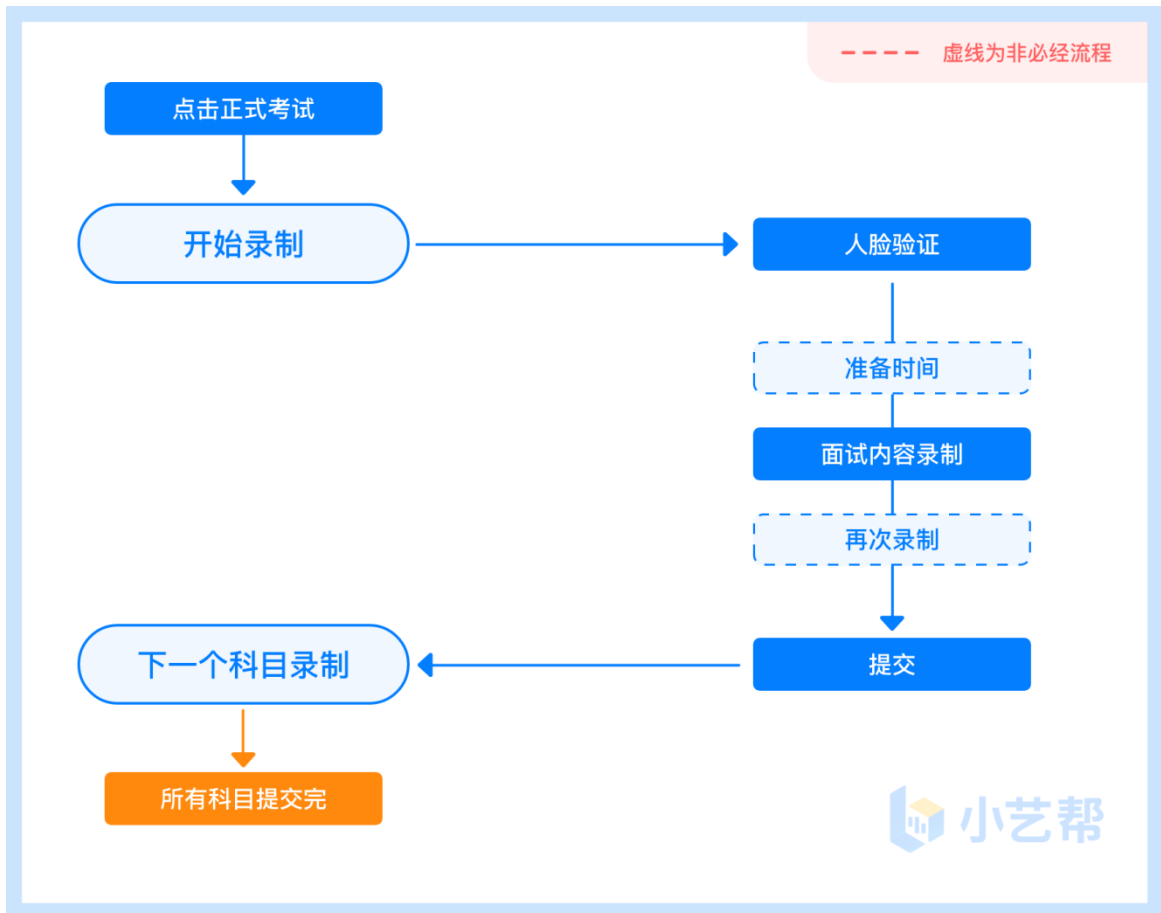 虚线为非必经流程
点击正式考试
开始录制
人脸验证
准备时间
面试内容录制
再次录制
提交
下一个科目录制
所有科目提交完
小艺帮